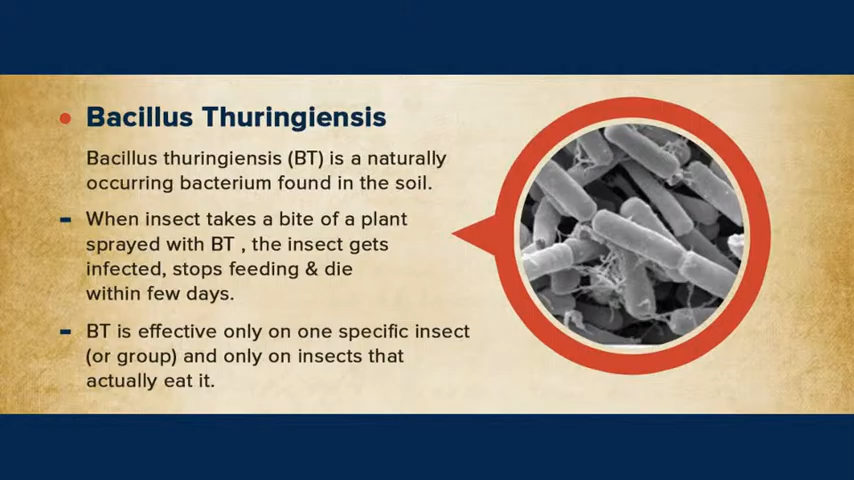 Bacillus Thuringiensis
Bacillus thuringiensis (BT) is a naturally
occurring bacterium found in the soil.
When insect takes a bite of a plant
sprayed with BT , the insect gets
infected, stops feeding & die
within few days.
BT is effective only on one specific insect
(or group) and only on insects that
actually eat it.